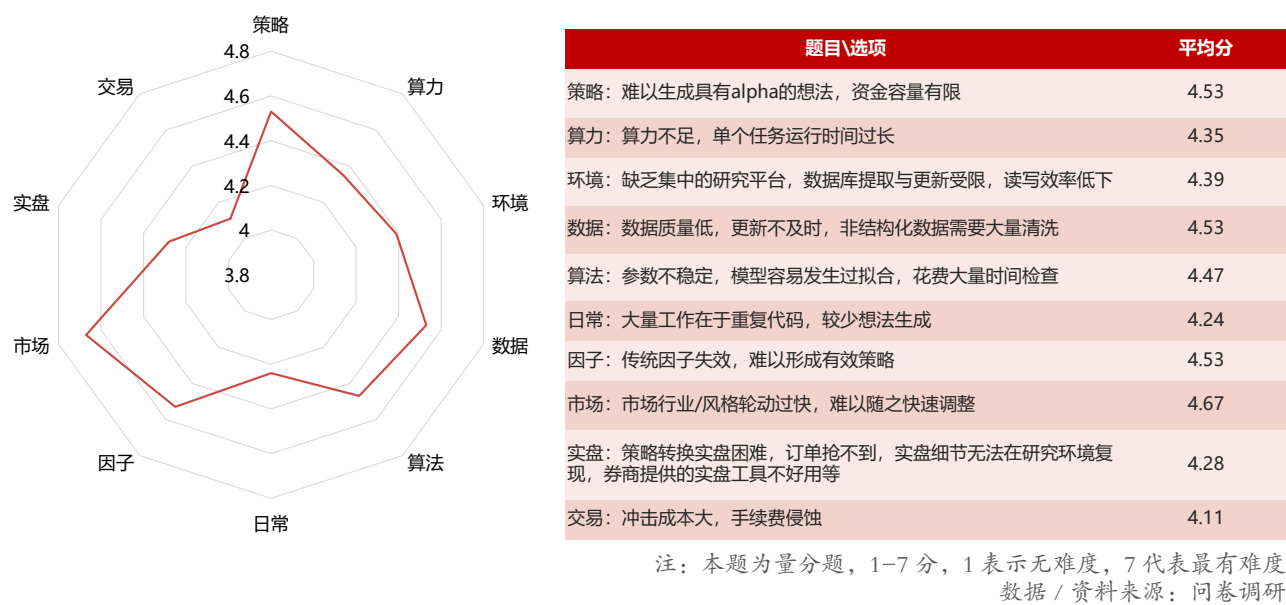 策略
4.8
4.6
4.4
4.2
4
3.8
算力
环境
数据
算法
日常
因子
市场
实盘
交易
题目\选项 平均分
策略：难以生成具有alpha的想法，资金容量有限 4.53
算力：算力不足，单个任务运行时间过长 4.35
环境：缺乏集中的研究平台，数据库提取与更新受限，读写效率低下 4.39
数据：数据质量低，更新不及时，非结构化数据需要大量清洗 4.53
算法：参数不稳定，模型容易发生过拟合，花费大量时间检查 4.47
日常：大量工作在于重复代码，较少想法生成 4.24
因子：传统因子失效，难以形成有效策略 4.53
市场：市场行业/风格轮动过快，难以随之快速调整 4.67
实盘：策略转换实盘困难，订单抢不到，实盘细节无法在研究环境复
现，券商提供的实盘工具不好用等 4.28
交易：冲击成本大，手续费侵蚀 4.11
注：本题为量分题，1–7 分，1 表示无难度，7 代表最有难度
数据 / 资料来源：问卷调研